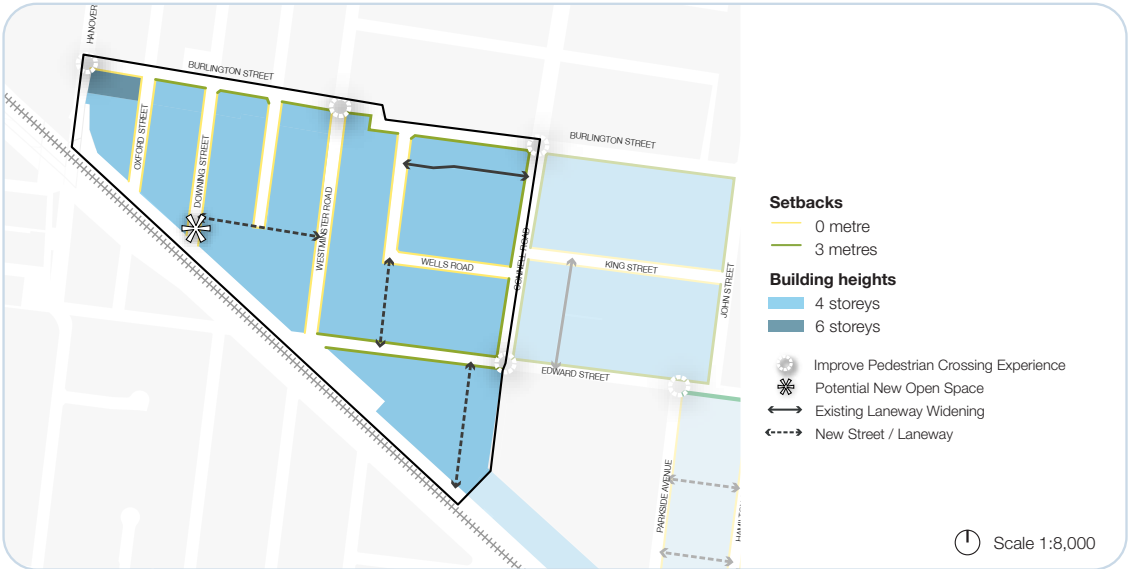 HANOVER
BURLINGTON STREET
OXFORD STREET
DOWNING STREET
WESTMINSTER ROAD
WELLS ROAD
BURLINGTON STREET
KING STREET
JOHN STREET
EDWARD STREET
PARKSIDE AVENUE
Setbacks
0 metre
3 metres
Building heights
4 storeys
6 storeys
Improve Pedestrian Crossing Experience
Potential New Open Space
Existing Laneway Widening
New Street / Laneway
Scale 1:8,000